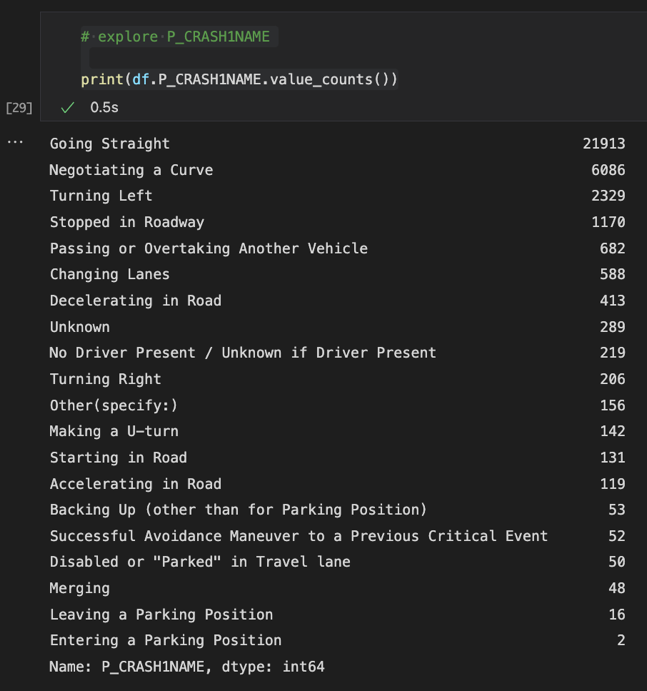 # explore P_CRASH1NAME
print(df.P_CRASH1NAME.value_counts())
[29] ✓ 0.5s
... Going Straight 21913
Negotiating a Curve 6086
Turning Left 2329
Stopped in Roadway 1170
Passing or Overtaking Another Vehicle 682
Changing Lanes 588
Decelerating in Road 413
Unknown 289
No Driver Present / Unknown if Driver Present 219
Turning Right 206
Other(specify:) 156
Making a U-turn 142
Starting in Road 131
Accelerating in Road 119
Backing Up (other than for Parking Position) 53
Successful Avoidance Maneuver to a Previous Critical Event 52
Disabled or "Parked" in Travel lane 50
Merging 48
Leaving a Parking Position 16
Entering a Parking Position 2
Name: P_CRASH1NAME, dtype: int64